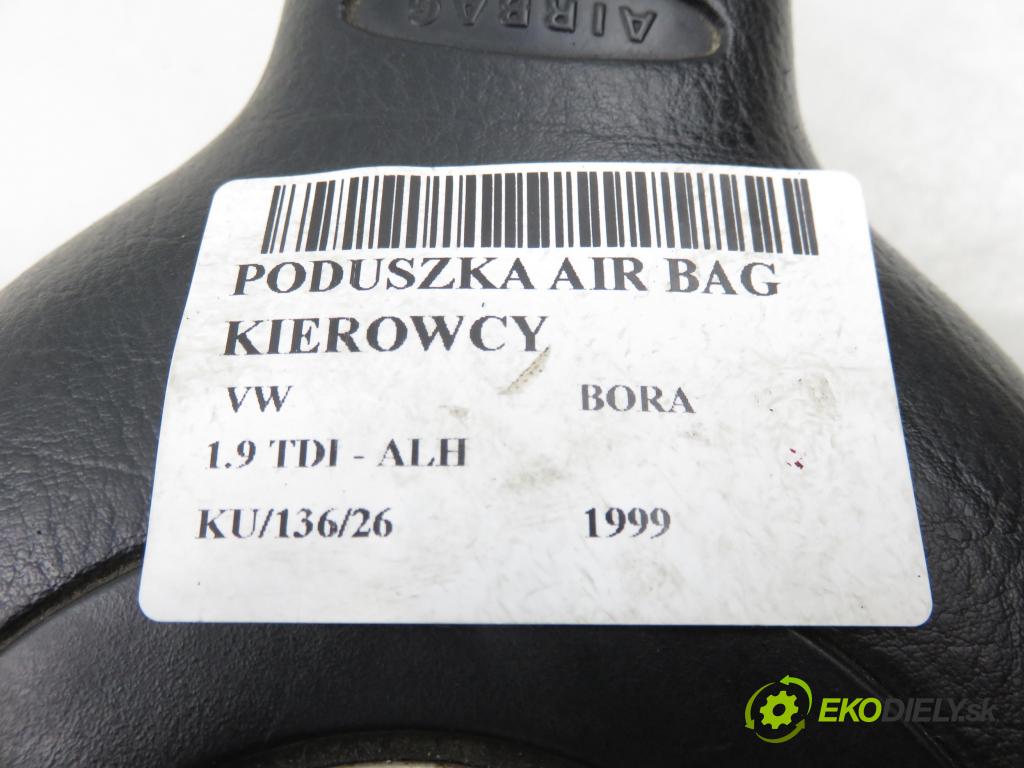 AIRBAG
PODUSZKA AIR BAG
KIEROWCY
VW BORA
1.9 TDI - ALH
KU/136/26 1999
EKODIELY.sk